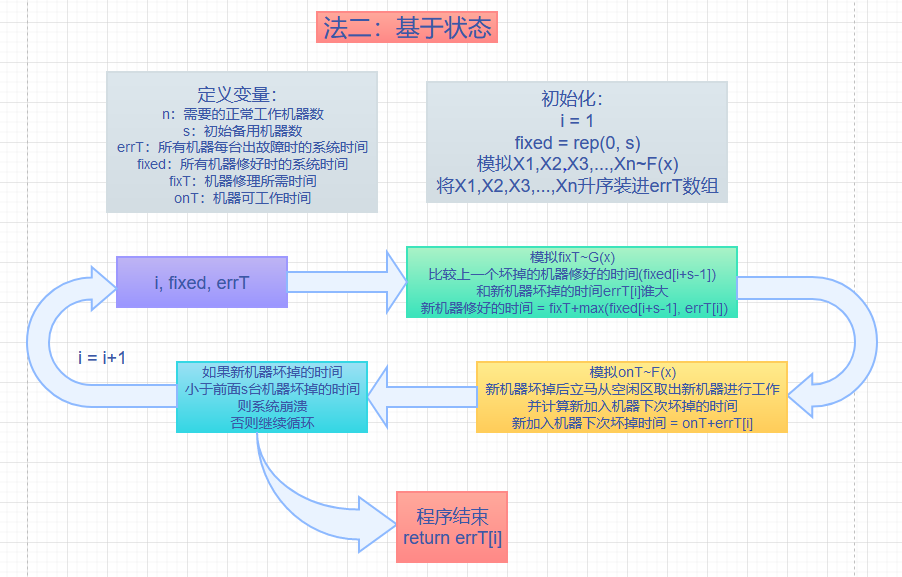 法二：基于状态
定义变量：
n：需要的正常工作机器数
s：初始备用机器数
errT：所有机器每台出故障时的系统时间
fixed：所有机器修好时的系统时间
fixT：机器修理所需时间
onT：机器可工作时间
初始化：
i = 1
fixed = rep(0, s)
模拟X1,X2,X3,...,Xn~F(x)
将X1,X2,X3,...,Xn升序装进errT数组
i, fixed, errT
模拟fixT~G(x)
比较上一个坏掉的机器修好的时间(fixed[i+s-1])
和新机器坏掉的时间errT[i]谁大
新机器修好的时间 = fixT+max(fixed[i+s-1], errT[i])
i = i+1
如果新机器坏掉的时间
小于前面s台机器坏掉的时间
则系统崩溃
否则继续循环
模拟onT~F(x)
新机器坏掉后立马从空闲区取出新机器进行工作
并计算新加入机器下次坏掉的时间
新加入机器下次坏掉时间 = onT+errT[i]
程序结束
return errT[i]